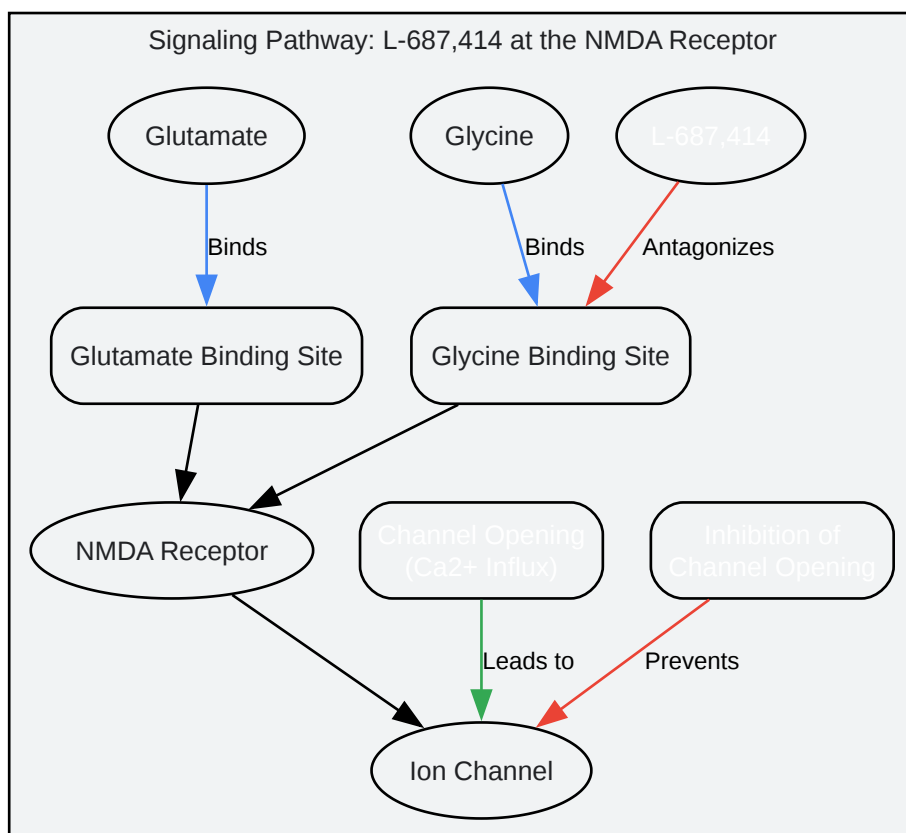 Signaling Pathway: L-687,414 at the NMDA Receptor
Glutamate
Glycine
L-687,414
Binds
Binds
Antagonizes
Glutamate Binding Site
Glycine Binding Site
NMDA Receptor
Channel Opening
(Ca2+ Influx)
Inhibition of
Channel Opening
Leads to
Prevents
Ion Channel